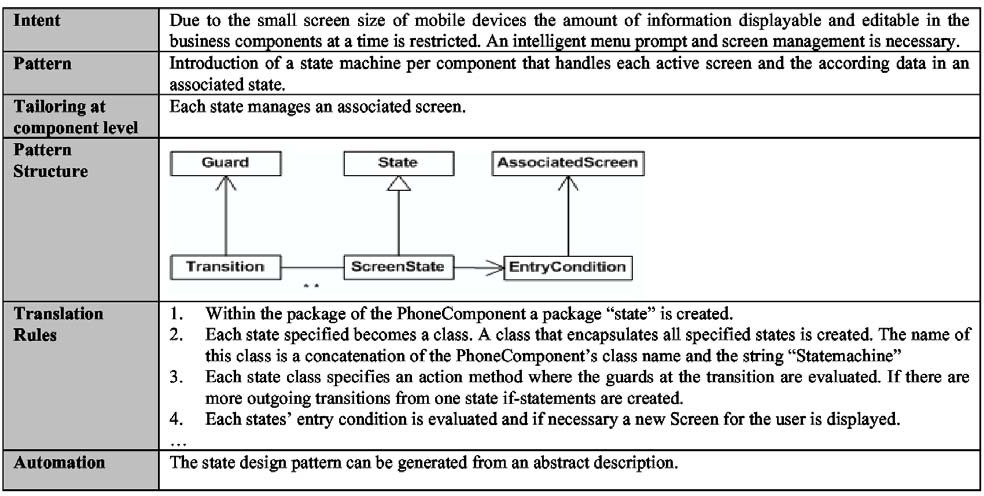 Intent
Due to the small screen size of mobile devices the amount of information displayable and editable in the
business components at a time is restricted. An intelligent menu prompt and screen management is necessary.
Pattern
Introduction of a state machine per component that handles each active screen and the according data in an
associated state.
Tailoring at
component level
Each state manages an associated screen.
Pattern
Structure
Guard
State
AssociatedScreen
Transition
ScreenState
EntryCondition
* *
Translation
Rules
1. Within the package of the PhoneComponent a package “state” is created.
2. Each state specified becomes a class. A class that encapsulates all specified states is created. The name of
this class is a concatenation of the PhoneComponent’s class name and the string “Statemachine”
3. Each state class specifies an action method where the guards at the transition are evaluated. If there are
more outgoing transitions from one state if-statements are created.
4. Each states’ entry condition is evaluated and if necessary a new Screen for the user is displayed.
…
Automation
The state design pattern can be generated from an abstract description.